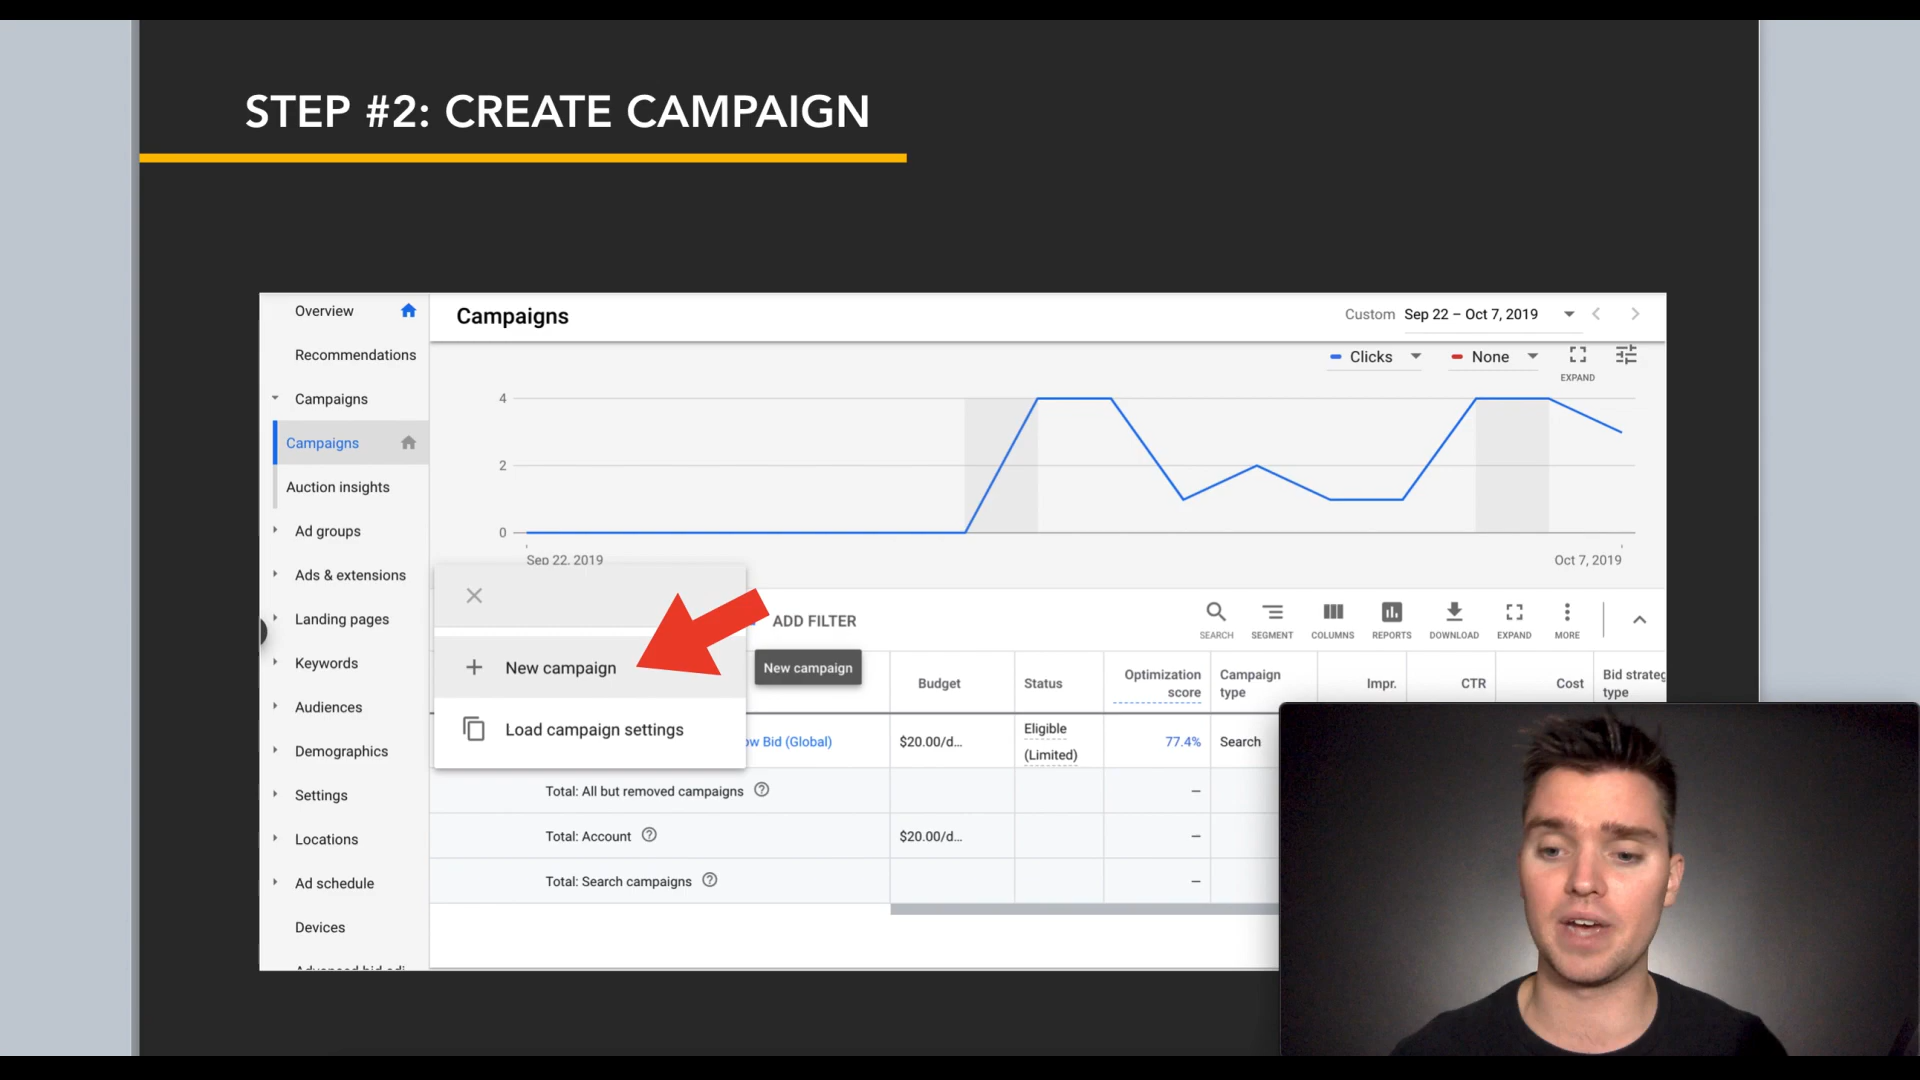 STEP #2: CREATE CAMPAIGN
Overview
Recommendations
Campaigns
Campaigns
Auction insights
Ad groups
Ads & extensions
Landing pages
Keywords
Audiences
Demographics
Settings
Locations
Ad schedule
Devices
Campaigns
Custom Sep 22 – Oct 7, 2019
Clicks None
EXPAND
4
2
0
Sep 22, 2019 Oct 7, 2019
ADD FILTER
SEARCH SEGMENT COLUMNS REPORTS DOWNLOAD EXPAND MORE
New campaign
New campaign
Load campaign settings
Budget Status Optimization score Campaign type Impr. CTR Cost Bid strateg type
Bid (Global) $20.00/d... Eligible (Limited) 77.4% Search
Total: All but removed campaigns –
Total: Account $20.00/d... –
Total: Search campaigns –